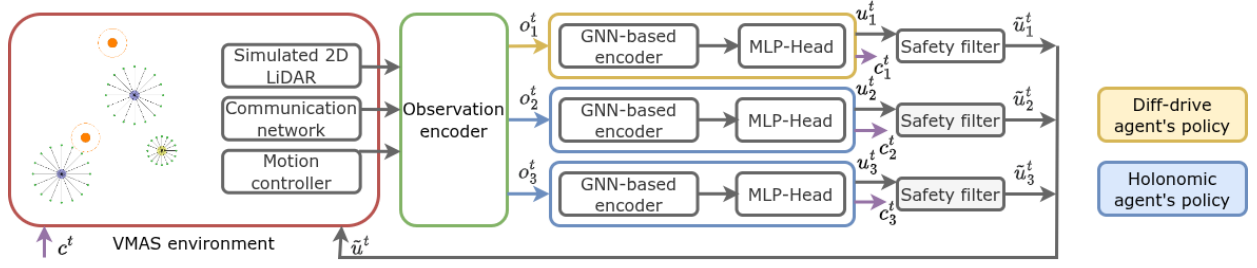 Simulated 2D
LiDAR
Communication
network
Motion
controller
VMAS environment
c^t
ũ^t
Observation
encoder
o_1^t
GNN-based
encoder
MLP-Head
u_1^t
c_1^t
Safety filter
ũ_1^t
o_2^t
GNN-based
encoder
MLP-Head
u_2^t
c_2^t
Safety filter
ũ_2^t
o_3^t
GNN-based
encoder
MLP-Head
u_3^t
c_3^t
Safety filter
ũ_3^t
Diff-drive
agent's policy
Holonomic
agent's policy